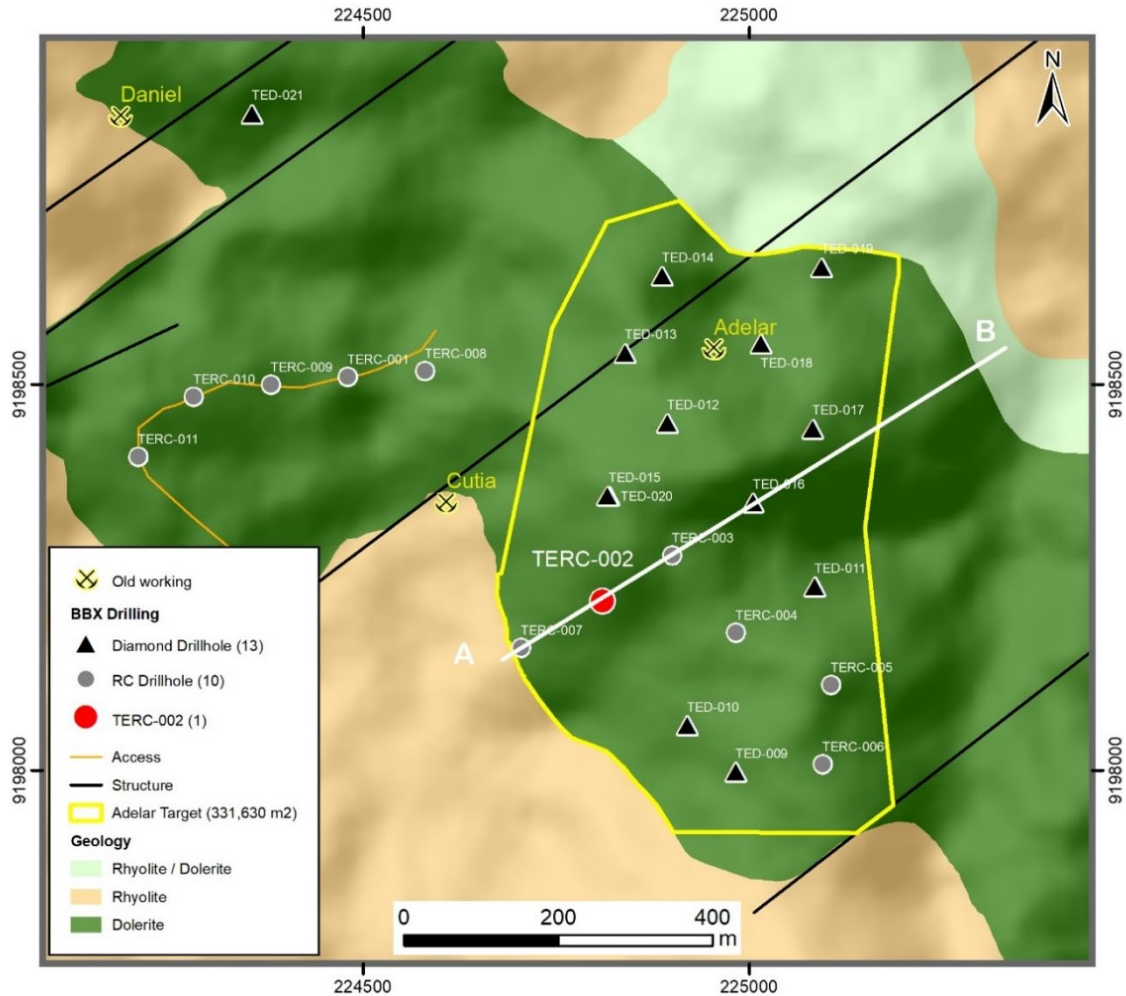 224500
225000
N
Daniel
TED-021
TED-014
TED-019
TED-013
Adelar
TED-018
B
TERC-008
TERC-001
TERC-009
TERC-010
9198500
9198500
TED-012
TED-017
TERC-011
Cutia
TED-015
TED-020
TED-016
TERC-003
TERC-002
TED-011
TERC-004
TERC-007
A
TERC-005
TED-010
TED-009
TERC-006
9198000
9198000
Old working
BBX Drilling
Diamond Drillhole (13)
RC Drillhole (10)
TERC-002 (1)
Access
Structure
Adelar Target (331,630 m2)
Geology
Rhyolite / Dolerite
Rhyolite
Dolerite
0 200 400
m
224500
225000